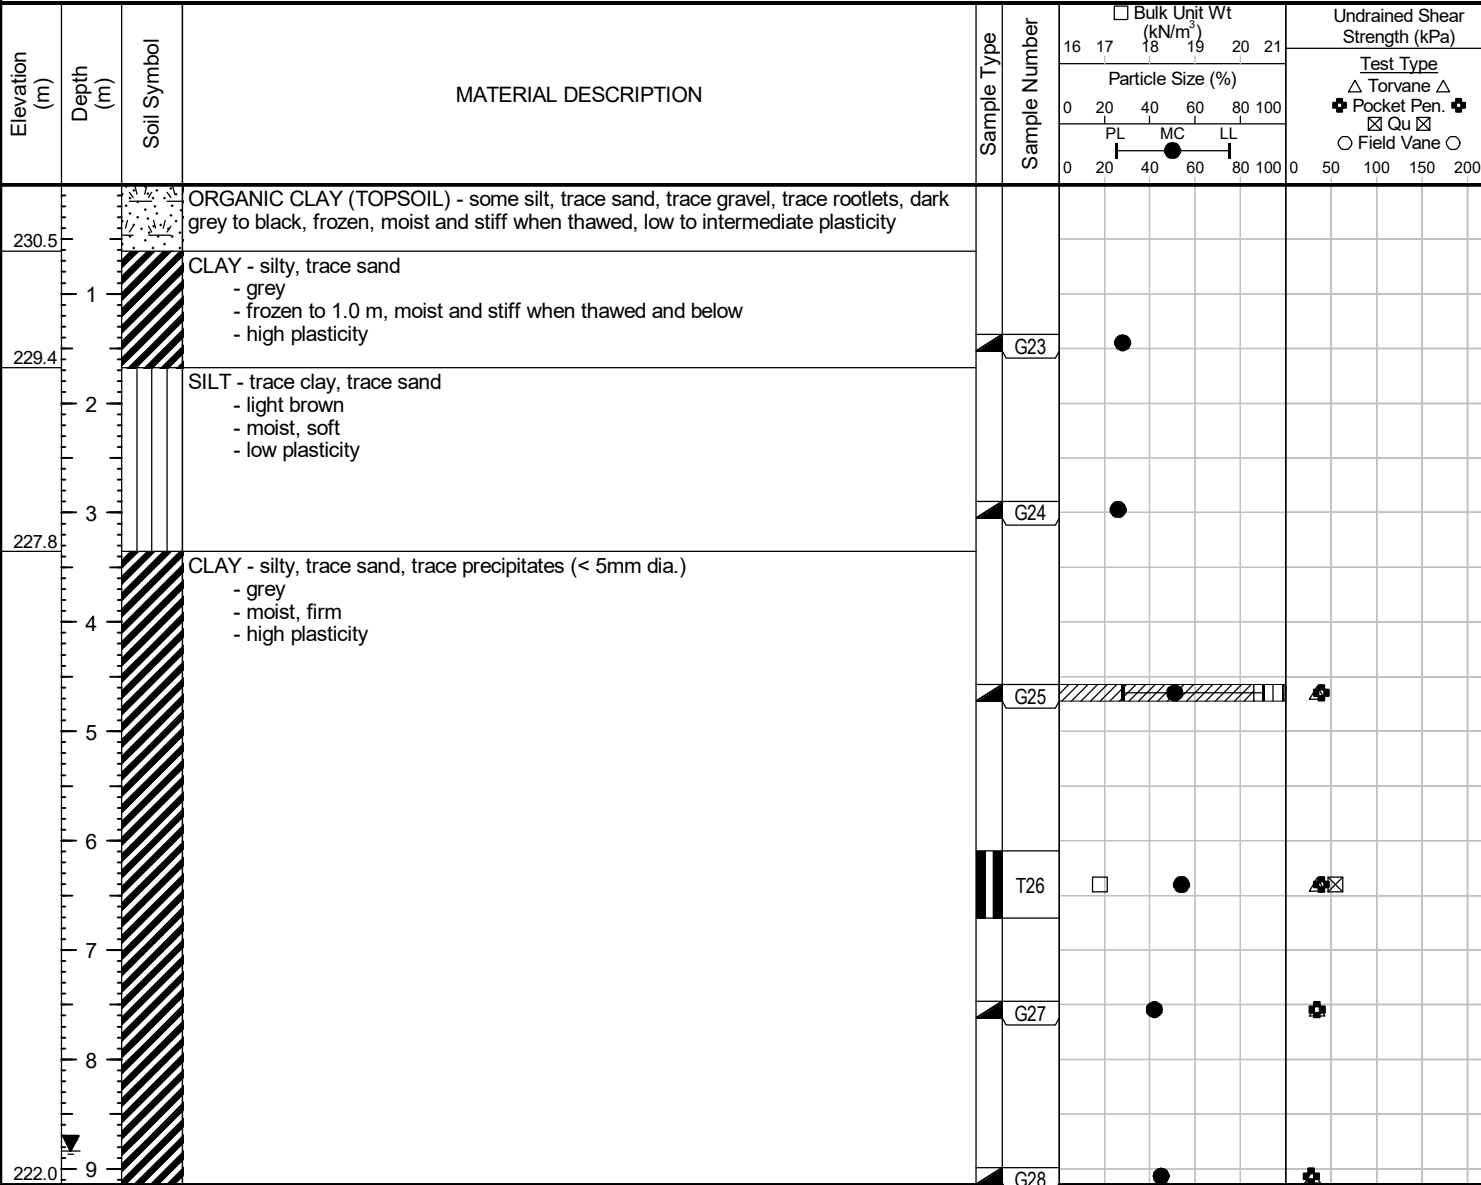 Elevation
(m)
Depth
(m)
Soil Symbol
MATERIAL DESCRIPTION
Sample Type
Sample Number
Bulk Unit Wt
(kN/m³)
16 17 18 19 20 21
Particle Size (%)
0 20 40 60 80 100
PL MC LL
0 20 40 60 80 100
Undrained Shear
Strength (kPa)
Test Type
Torvane
Pocket Pen.
Qu
Field Vane
0 50 100 150 200
ORGANIC CLAY (TOPSOIL) - some silt, trace sand, trace gravel, trace rootlets, dark
grey to black, frozen, moist and stiff when thawed, low to intermediate plasticity
230.5
CLAY - silty, trace sand
- grey
1
- frozen to 1.0 m, moist and stiff when thawed and below
- high plasticity
G23
229.4
SILT - trace clay, trace sand
- light brown
2
- moist, soft
- low plasticity
3
G24
227.8
CLAY - silty, trace sand, trace precipitates (< 5mm dia.)
- grey
- moist, firm
4
- high plasticity
G25
5
6
T26
7
G27
8
9
222.0
G28